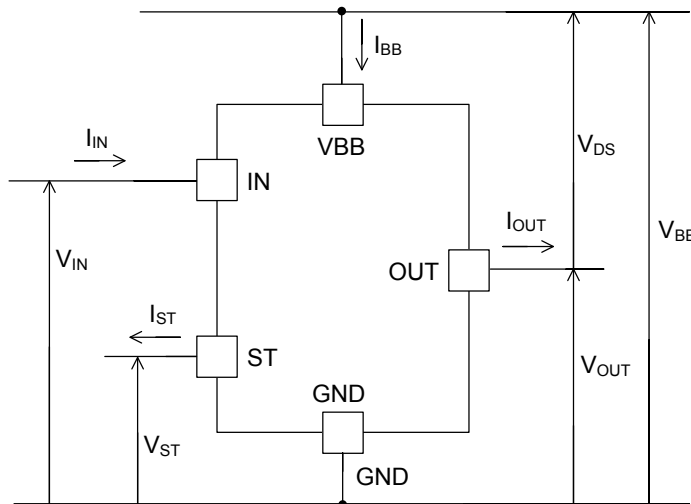 IBB
VBB
IIN
IN
VDS
IOUT
VBB
VIN
OUT
IST
ST
VOUT
GND
VST
GND